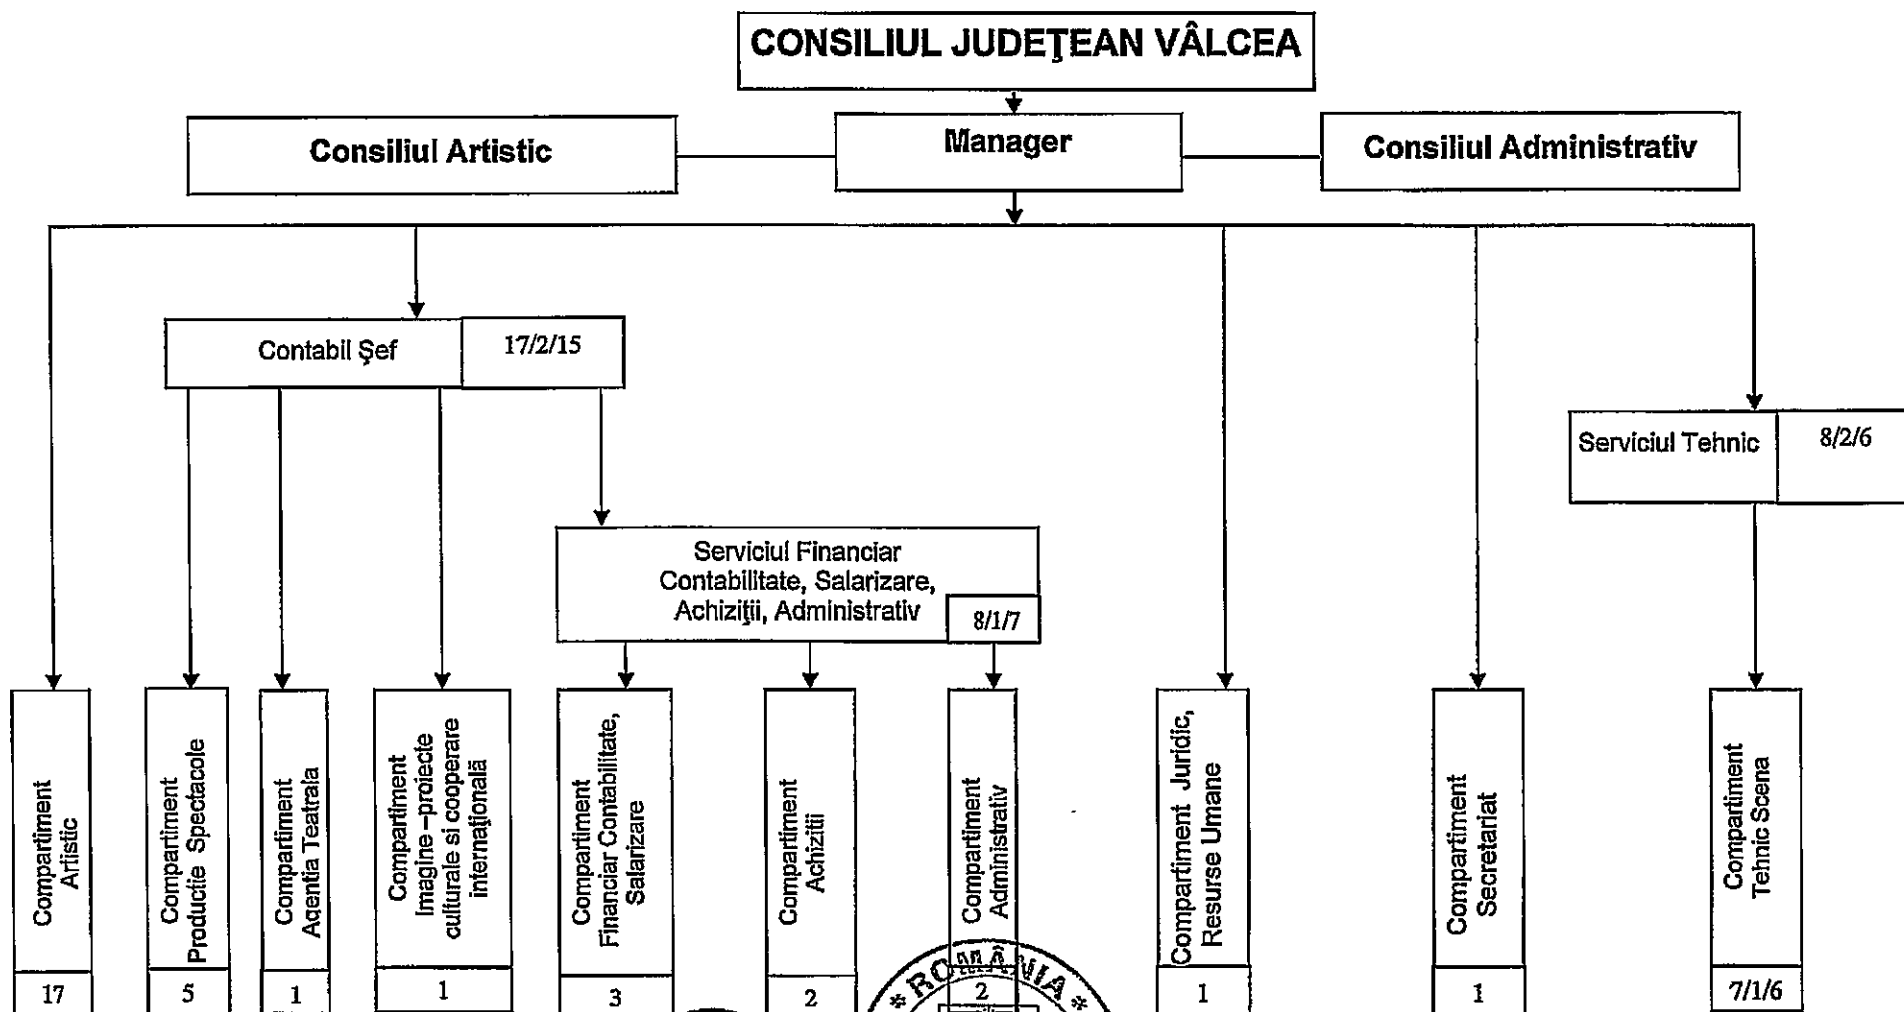 CONSILIUL JUDEŢEAN VÂLCEA
Consiliul Artistic
Manager
Consiliul Administrativ
Contabil Şef
17/2/15
Serviciul Tehnic
8/2/6
Serviciul Financiar
Contabilitate, Salarizare,
Achiziţii, Administrativ
8/1/7
Compartiment
Artistic
17
Compartiment
Productie Spectacole
5
Compartiment
Agentia Teatrala
1
Compartiment
Imagine–proiecte
culturale si cooperare
internaţională
1
Compartiment
Financiar Contabilitate,
Salarizare
3
Compartiment
Achizitii
2
Compartiment
Administrativ
2
Compartiment Juridic,
Resurse Umane
1
Compartiment
Secretariat
1
Compartiment
Tehnic Scena
7/1/6
* ROMÂNIA *